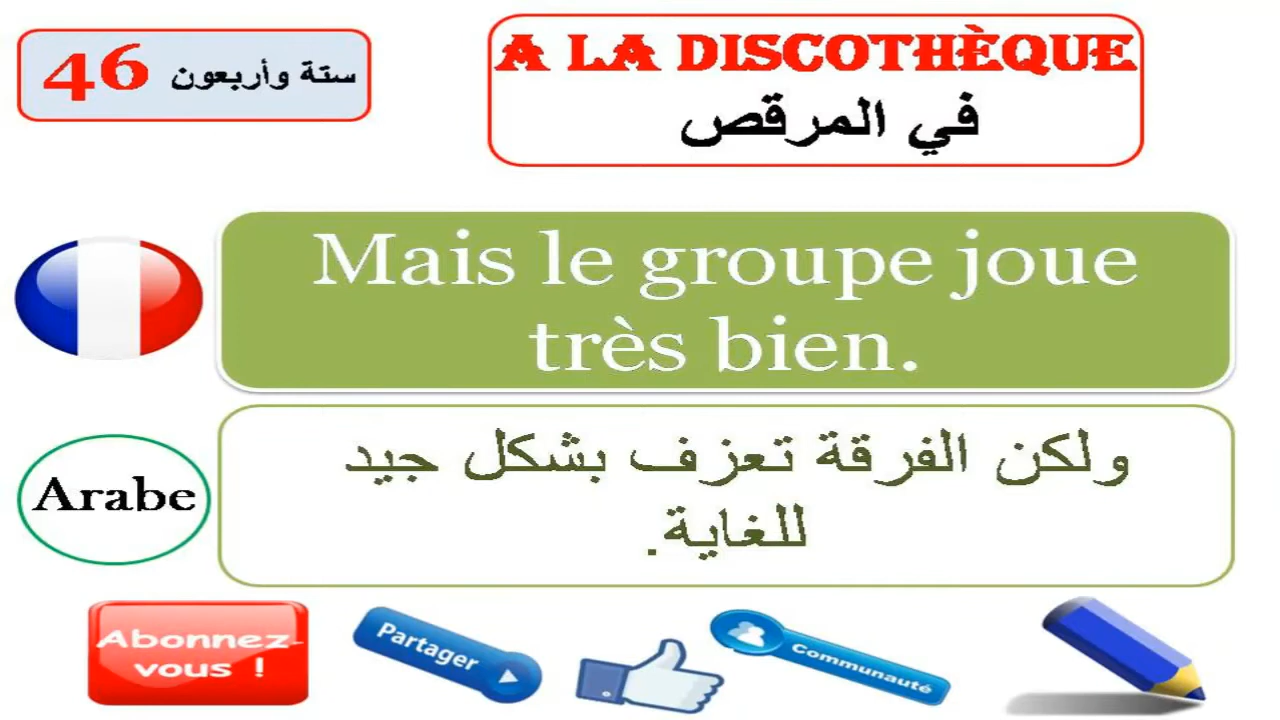 46 ستة وأربعون
A LA DISCOTHÈQUE
في المرقص
Mais le groupe joue
très bien.
Arabe
ولكن الفرقة تعزف بشكل جيد
للغاية.
Abonnez-
vous !
Partager
Communauté